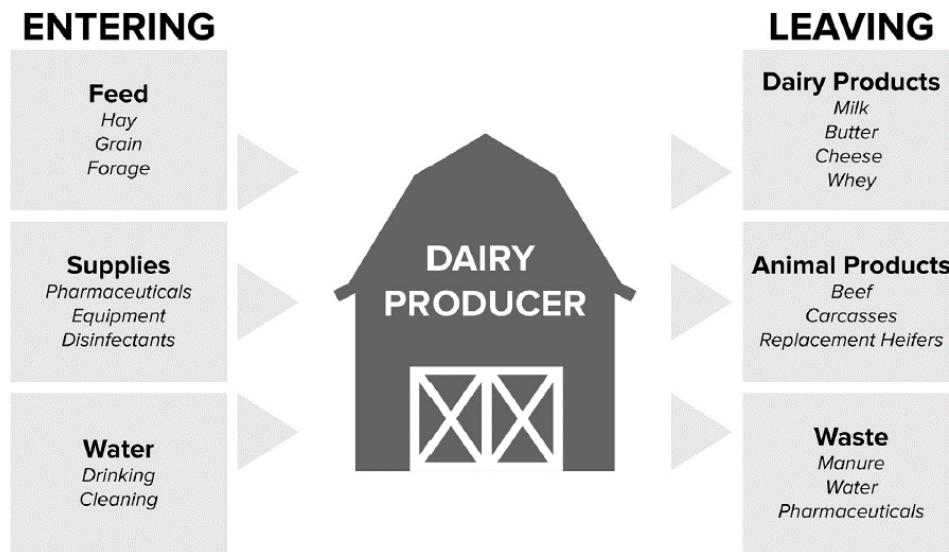 ENTERING
Feed
Hay
Grain
Forage
Supplies
Pharmaceuticals
Equipment
Disinfectants
Water
Drinking
Cleaning
DAIRY
PRODUCER
LEAVING
Dairy Products
Milk
Butter
Cheese
Whey
Animal Products
Beef
Carcasses
Replacement Heifers
Waste
Manure
Water
Pharmaceuticals